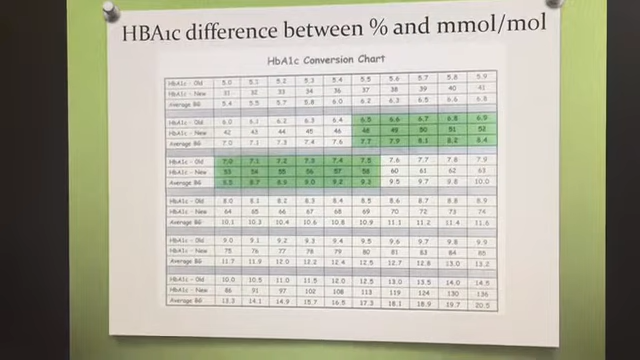 HBA1c difference between % and mmol/mol
HbA1c Conversion Chart
HbA1c - Old 5.0 5.1 5.2 5.3 5.4 5.5 5.6 5.7 5.8 5.9
HbA1c - New 31 32 33 34 36 37 38 39 40 41
Average BG 5.4 5.5 5.7 5.8 6.0 6.2 6.3 6.5 6.6 6.8
HbA1c - Old 6.0 6.1 6.2 6.3 6.4 6.5 6.6 6.7 6.8 6.9
HbA1c - New 42 43 44 45 46 48 49 50 51 52
Average BG 7.0 7.1 7.3 7.4 7.6 7.7 7.9 8.1 8.2 8.4
HbA1c - Old 7.0 7.1 7.2 7.3 7.4 7.5 7.6 7.7 7.8 7.9
HbA1c - New 53 54 55 56 57 58 60 61 62 63
Average BG 8.5 8.7 8.9 9.0 9.2 9.3 9.5 9.7 9.8 10.0
HbA1c - Old 8.0 8.1 8.2 8.3 8.4 8.5 8.6 8.7 8.8 8.9
HbA1c - New 64 65 66 67 68 69 70 72 73 74
Average BG 10.1 10.3 10.4 10.6 10.8 10.9 11.1 11.2 11.4 11.6
HbA1c - Old 9.0 9.1 9.2 9.3 9.4 9.5 9.6 9.7 9.8 9.9
HbA1c - New 75 76 77 78 79 80 81 83 84 85
Average BG 11.7 11.9 12.0 12.2 12.4 12.5 12.7 12.8 13.0 13.2
HbA1c - Old 10.0 10.5 11.0 11.5 12.0 12.5 13.0 13.5 14.0 14.5
HbA1c - New 86 91 97 102 108 113 119 124 130 135
Average BG 13.3 14.1 14.9 15.7 16.5 17.3 18.1 18.9 19.7 20.5